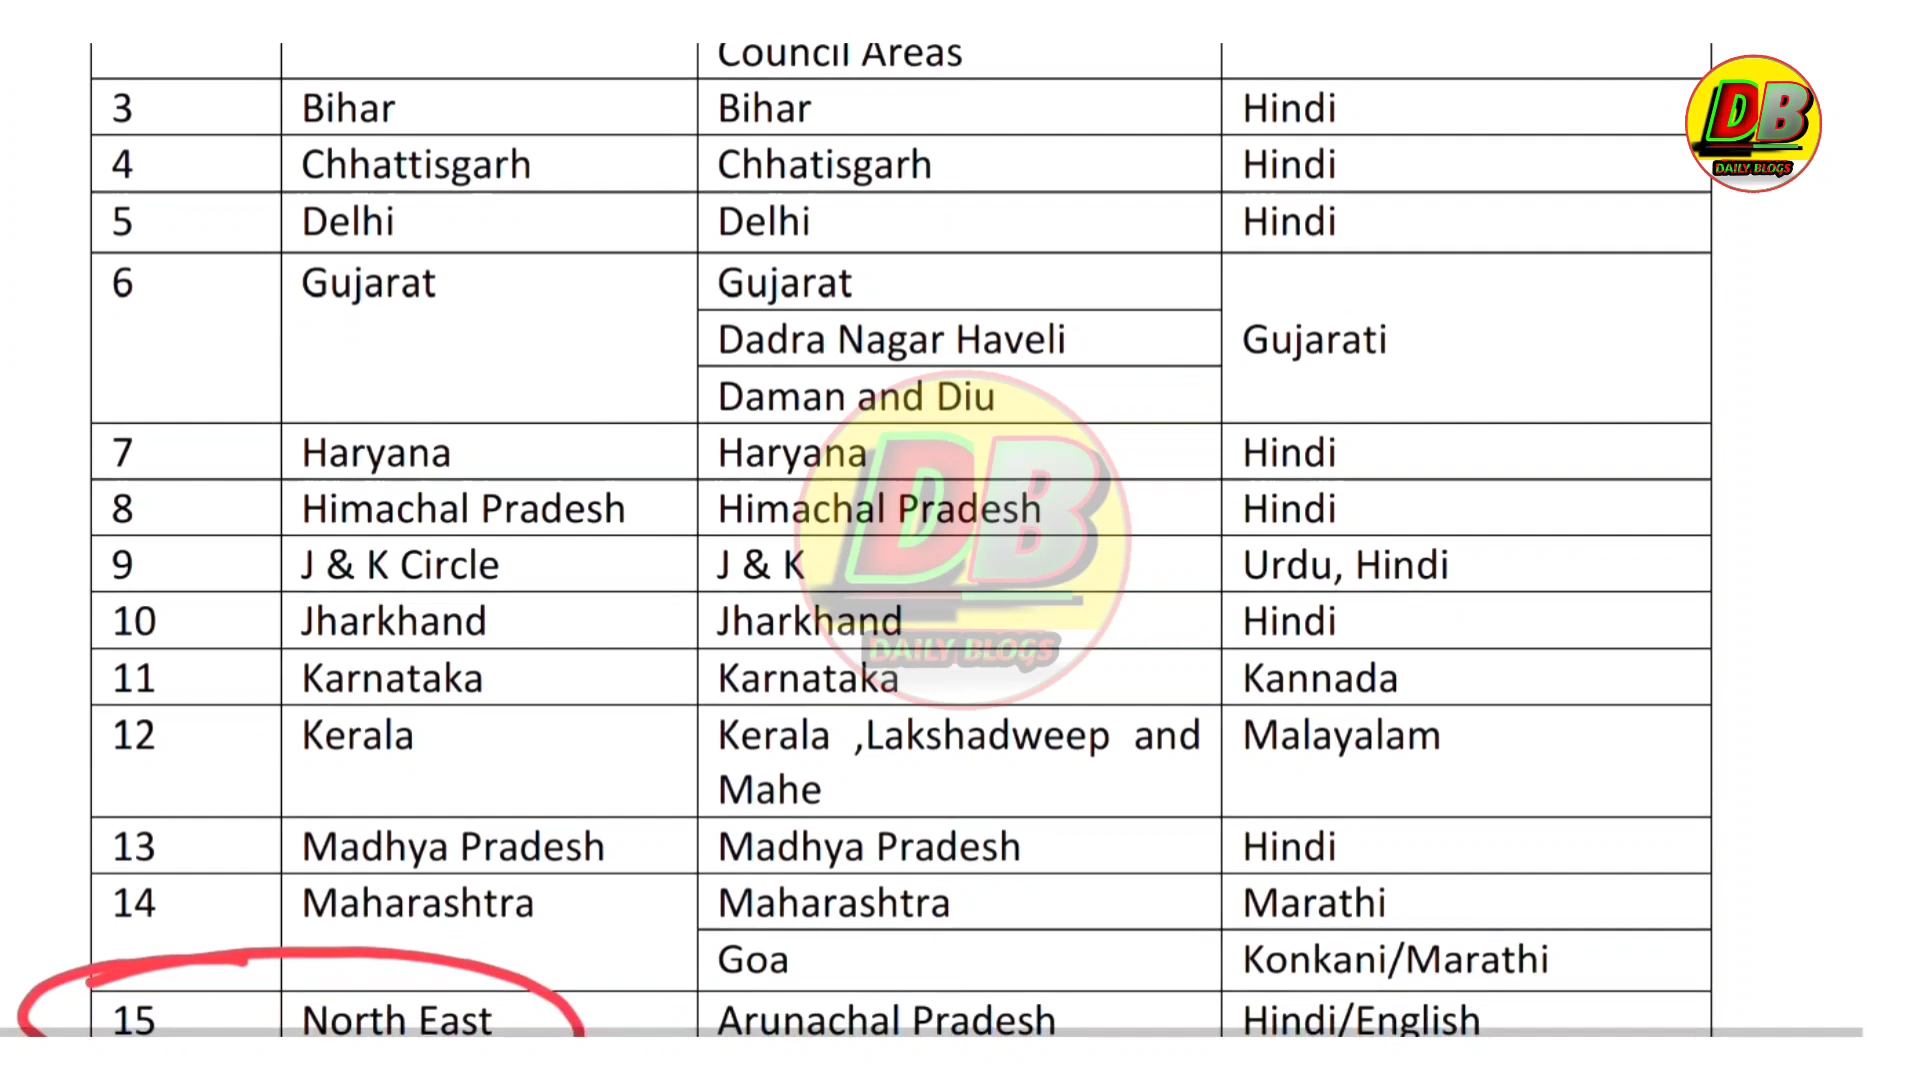 Council Areas
3 Bihar Bihar Hindi
4 Chhattisgarh Chhatisgarh Hindi
5 Delhi Delhi Hindi
6 Gujarat Gujarat
Dadra Nagar Haveli Gujarati
Daman and Diu
7 Haryana Haryana Hindi
8 Himachal Pradesh Himachal Pradesh Hindi
9 J & K Circle J & K Urdu, Hindi
10 Jharkhand Jharkhand Hindi
11 Karnataka Karnataka Kannada
12 Kerala Kerala ,Lakshadweep and Malayalam
Mahe
13 Madhya Pradesh Madhya Pradesh Hindi
14 Maharashtra Maharashtra Marathi
Goa Konkani/Marathi
15 North East Arunachal Pradesh Hindi/English
DB
DAILY BLOGS
DB
DAILY BLOGS